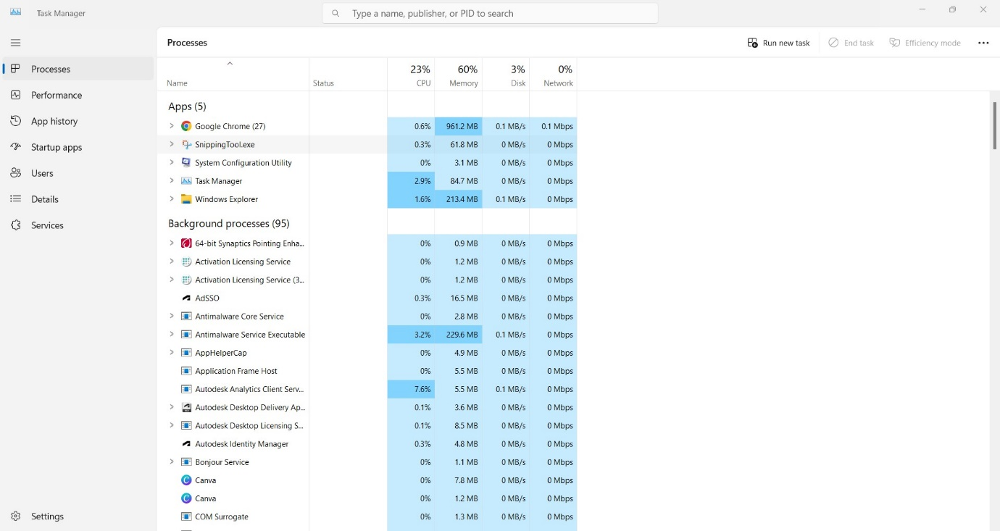 Task Manager
Type a name, publisher, or PID to search
Processes
Performance
App history
Startup apps
Users
Details
Services
Settings
Processes
Run new task
End task
Efficiency mode
23% 60% 3% 0%
Name Status CPU Memory Disk Network
Apps (5)
Google Chrome (27) 0.6% 961.2 MB 0.1 MB/s 0.1 Mbps
SnippingTool.exe 0.3% 61.8 MB 0 MB/s 0 Mbps
System Configuration Utility 0% 3.1 MB 0 MB/s 0 Mbps
Task Manager 2.9% 84.7 MB 0 MB/s 0 Mbps
Windows Explorer 1.6% 213.4 MB 0.1 MB/s 0 Mbps
Background processes (95)
64-bit Synaptics Pointing Enha... 0% 0.9 MB 0 MB/s 0 Mbps
Activation Licensing Service 0% 1.2 MB 0 MB/s 0 Mbps
Activation Licensing Service (3... 0% 1.2 MB 0 MB/s 0 Mbps
AdSSO 0.3% 16.5 MB 0 MB/s 0 Mbps
Antimalware Core Service 0% 2.8 MB 0 MB/s 0 Mbps
Antimalware Service Executable 3.2% 229.6 MB 0.1 MB/s 0 Mbps
AppHelperCap 0% 4.9 MB 0 MB/s 0 Mbps
Application Frame Host 0% 5.5 MB 0 MB/s 0 Mbps
Autodesk Analytics Client Serv... 7.6% 5.5 MB 0.1 MB/s 0 Mbps
Autodesk Desktop Delivery Ap... 0.1% 3.6 MB 0 MB/s 0 Mbps
Autodesk Desktop Licensing S... 0.1% 8.5 MB 0 MB/s 0 Mbps
Autodesk Identity Manager 0.3% 4.8 MB 0 MB/s 0 Mbps
Bonjour Service 0% 1.1 MB 0 MB/s 0 Mbps
Canva 0% 7.8 MB 0 MB/s 0 Mbps
Canva 0% 1.2 MB 0 MB/s 0 Mbps
COM Surrogate 0% 1.3 MB 0 MB/s 0 Mbps